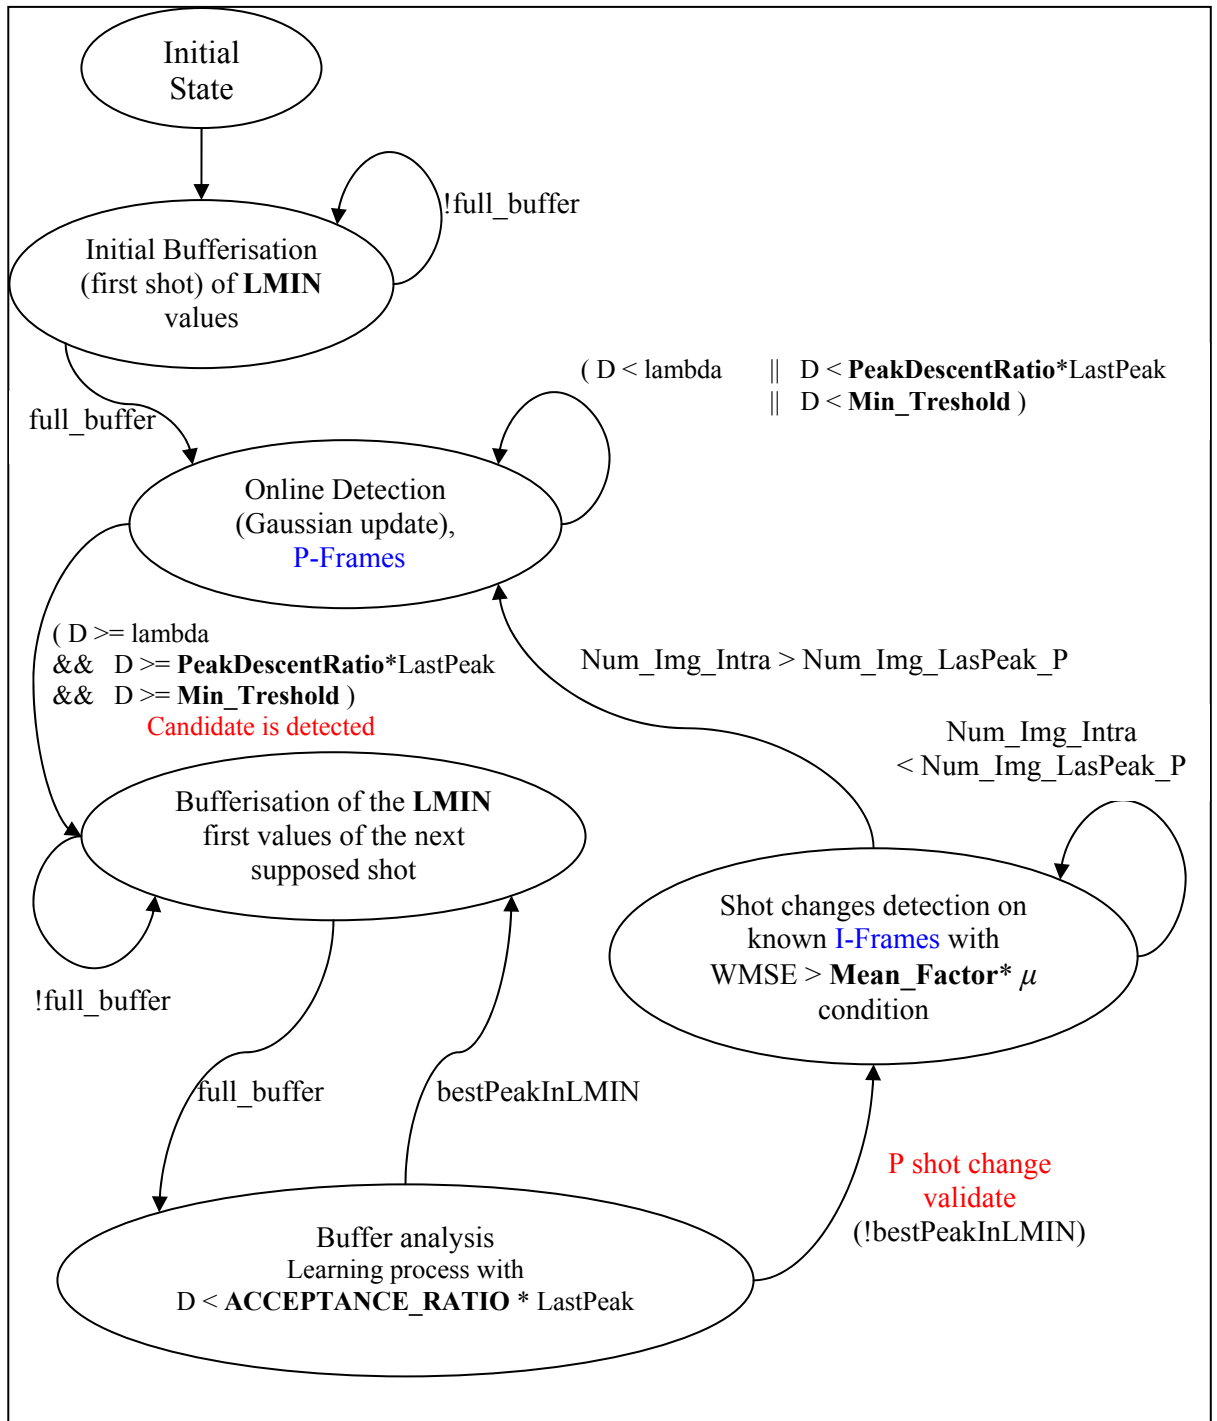 Initial
State
!full_buffer
Initial Bufferisation
(first shot) of LMIN
values
( D < lambda || D < PeakDescentRatio*LastPeak
|| D < Min_Treshold )
full_buffer
Online Detection
(Gaussian update),
P-Frames
( D >= lambda
&& D >= PeakDescentRatio*LastPeak
&& D >= Min_Treshold )
Candidate is detected
Num_Img_Intra > Num_Img_LasPeak_P
Num_Img_Intra
< Num_Img_LasPeak_P
Bufferisation of the LMIN
first values of the next
supposed shot
Shot changes detection on
known I-Frames with
WMSE > Mean_Factor* μ
condition
!full_buffer
full_buffer
bestPeakInLMIN
P shot change
validate
(!bestPeakInLMIN)
Buffer analysis
Learning process with
D < ACCEPTANCE_RATIO * LastPeak